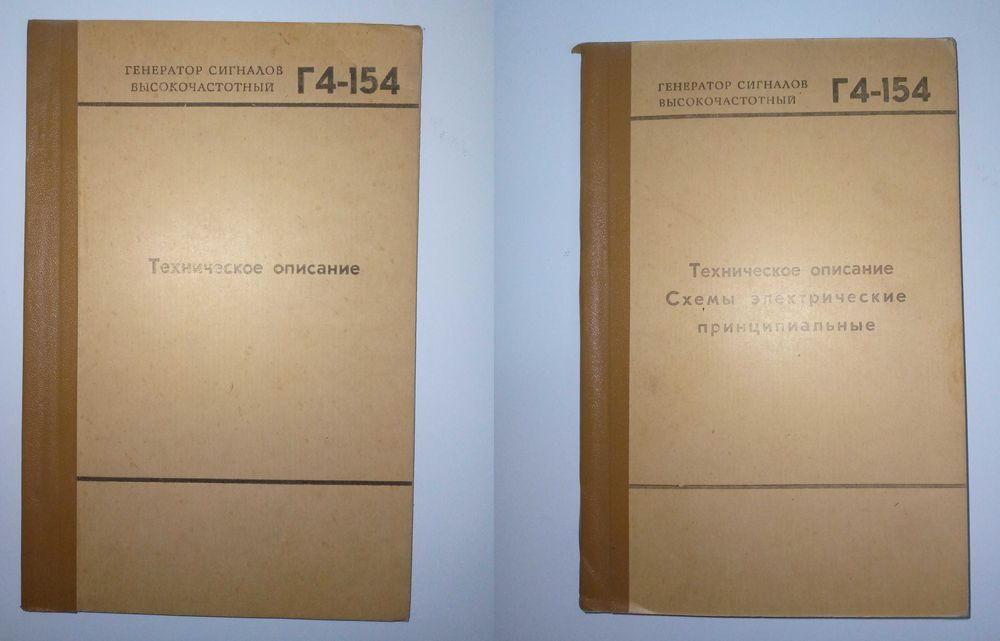 ГЕНЕРАТОР СИГНАЛОВ
ВЫСОКОЧАСТОТНЫЙ
Г4-154
Техническое описание
ГЕНЕРАТОР СИГНАЛОВ
ВЫСОКОЧАСТОТНЫЙ
Г4-154
Техническое описание
Схемы электрические
принципиальные